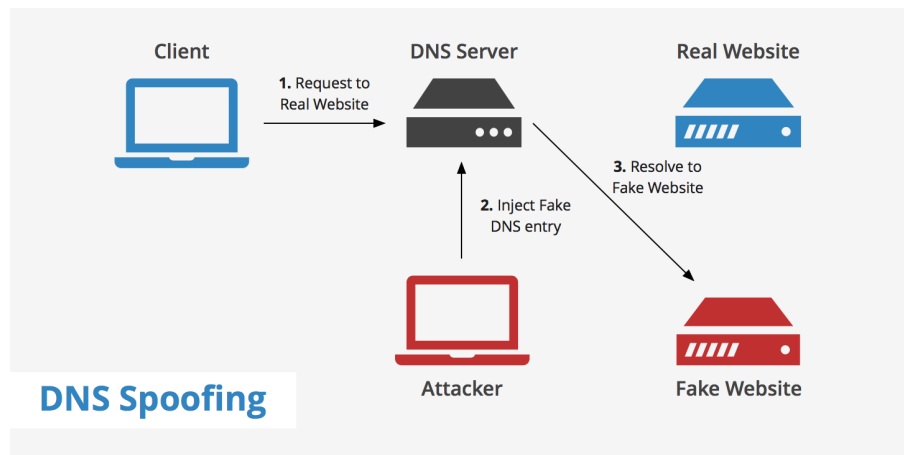 Client
DNS Server
Real Website
1. Request to
Real Website
3. Resolve to
Fake Website
2. Inject Fake
DNS entry
Attacker
Fake Website
DNS Spoofing